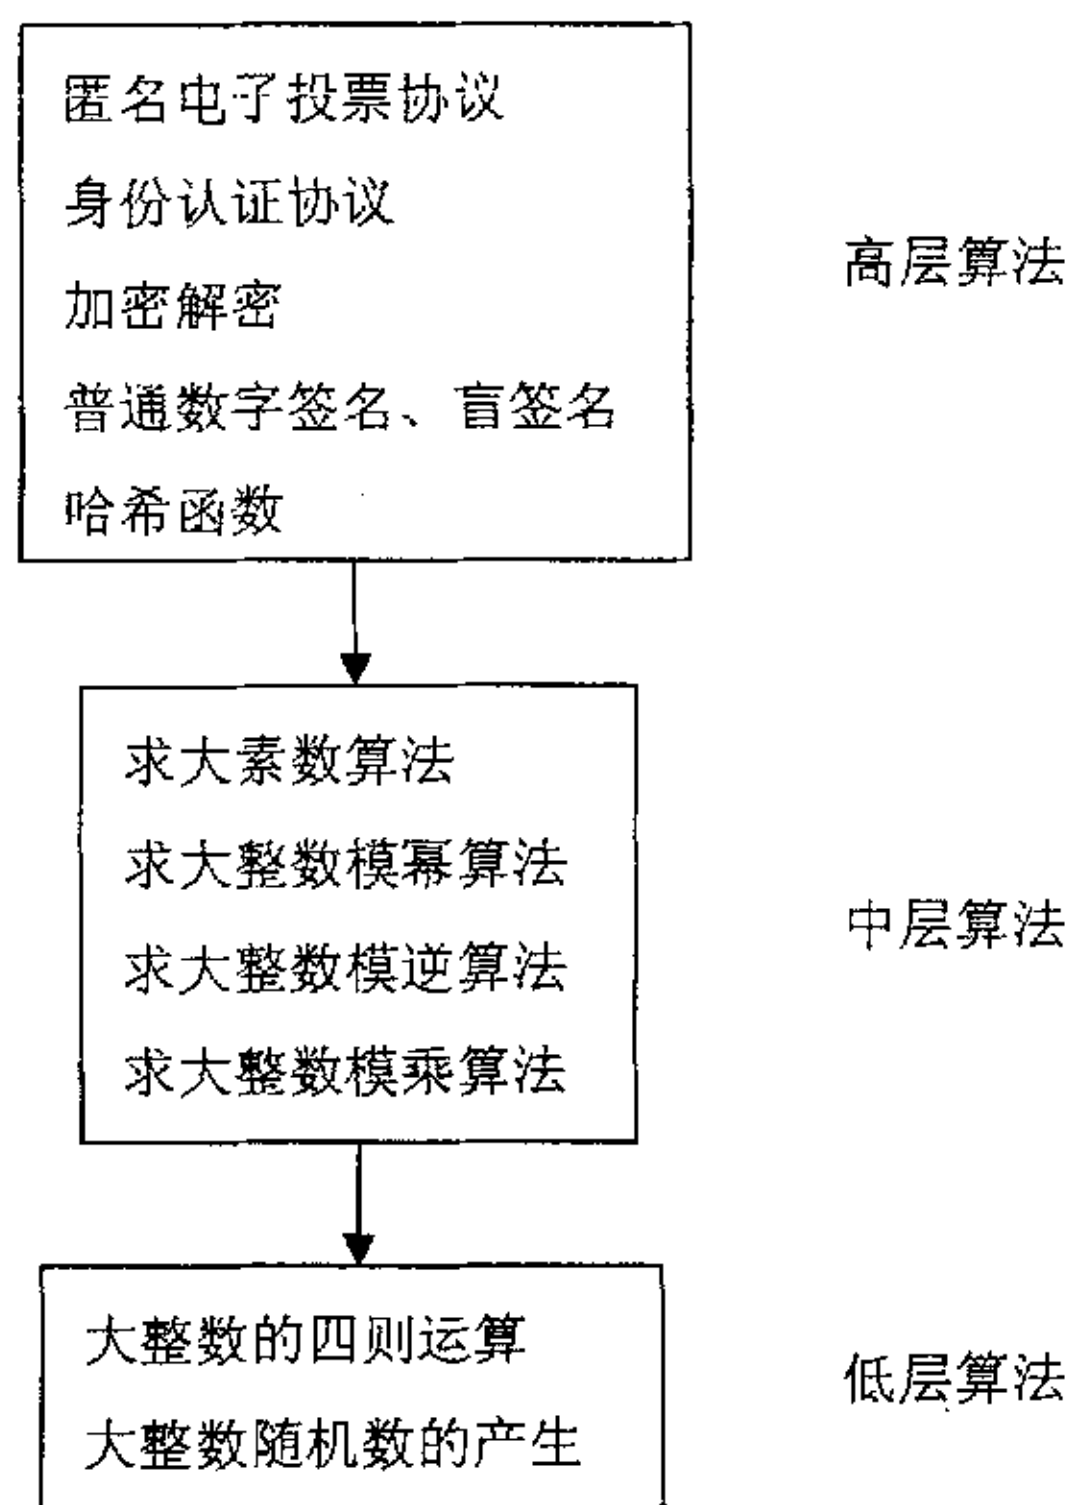 匿名电子投票协议
身份认证协议
加密解密
普通数字签名、盲签名
哈希函数
高层算法
求大素数算法
求大整数模幂算法
求大整数模逆算法
求大整数模乘算法
中层算法
大整数的四则运算
大整数随机数的产生
低层算法